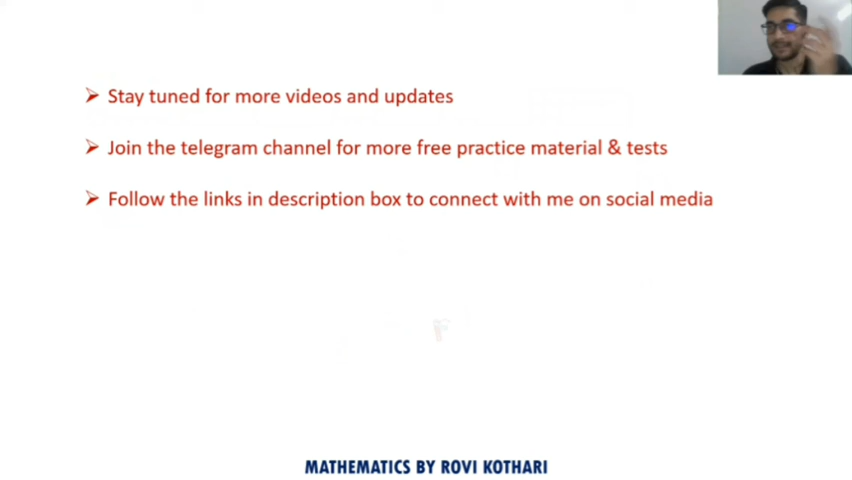 Stay tuned for more videos and updates
Join the telegram channel for more free practice material & tests
Follow the links in description box to connect with me on social media
MATHEMATICS BY ROVI KOTHARI